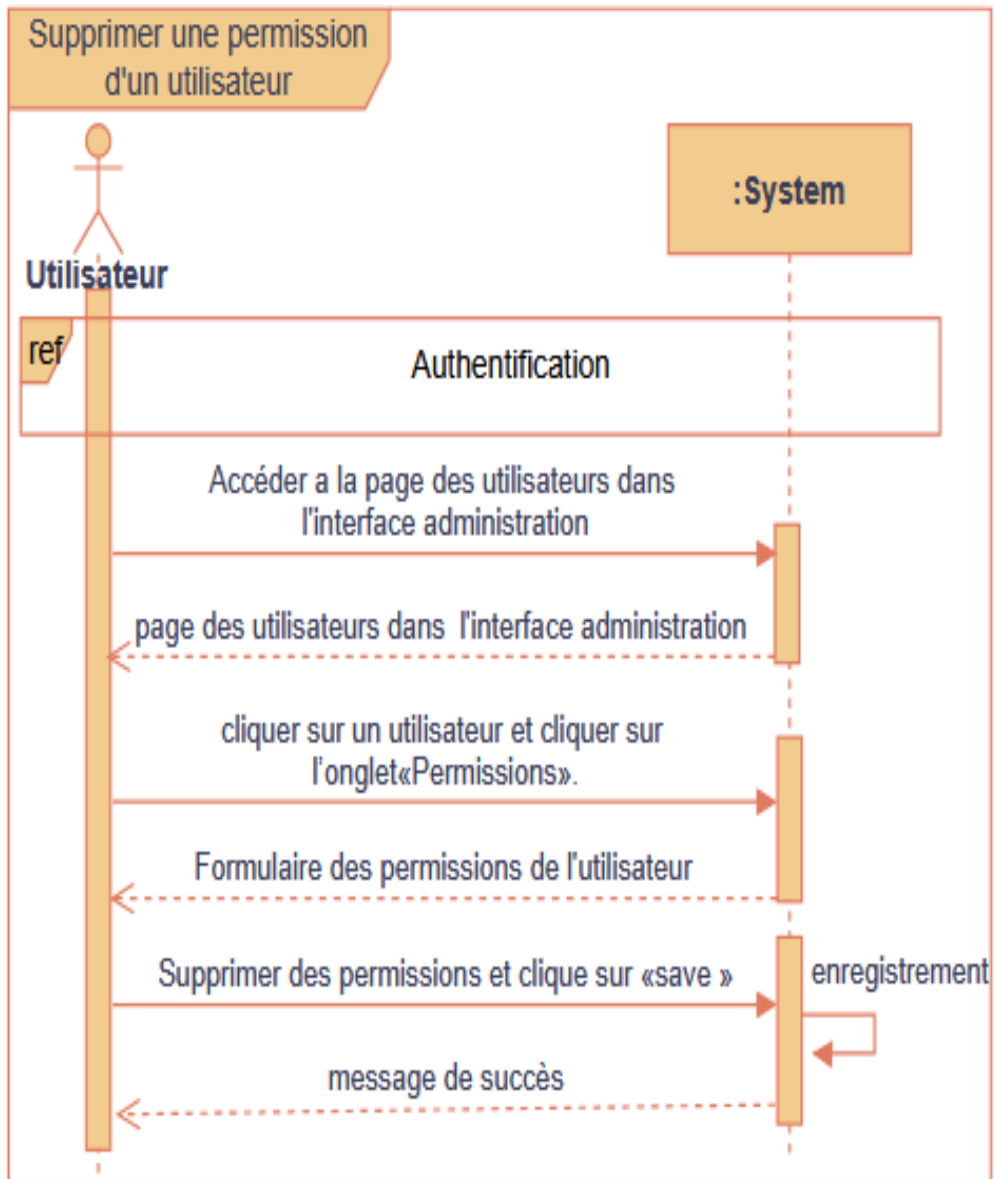 Supprimer une permission
d'un utilisateur
:System
Utilisateur
ref
Authentification
Accéder a la page des utilisateurs dans
l'interface administration
page des utilisateurs dans l'interface administration
cliquer sur un utilisateur et cliquer sur
l'onglet«Permissions».
Formulaire des permissions de l'utilisateur
Supprimer des permissions et clique sur «save »
enregistrement
message de succès